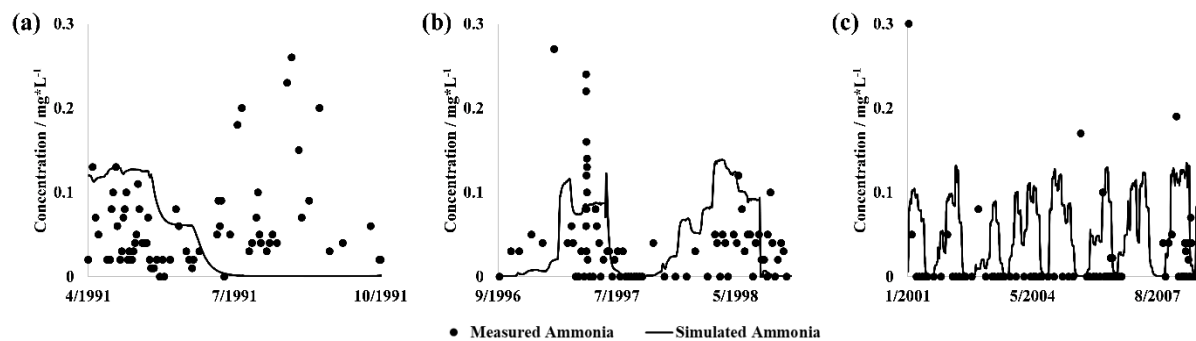 (a)
Concentration / mg*L-1
0.3
0.2
0.1
0
4/1991
7/1991
10/1991
(b)
Concentration / mg*L-1
0.3
0.2
0.1
0
9/1996
7/1997
5/1998
(c)
Concentration / mg*L-1
0.3
0.2
0.1
0
1/2001
5/2004
8/2007
Measured Ammonia
Simulated Ammonia